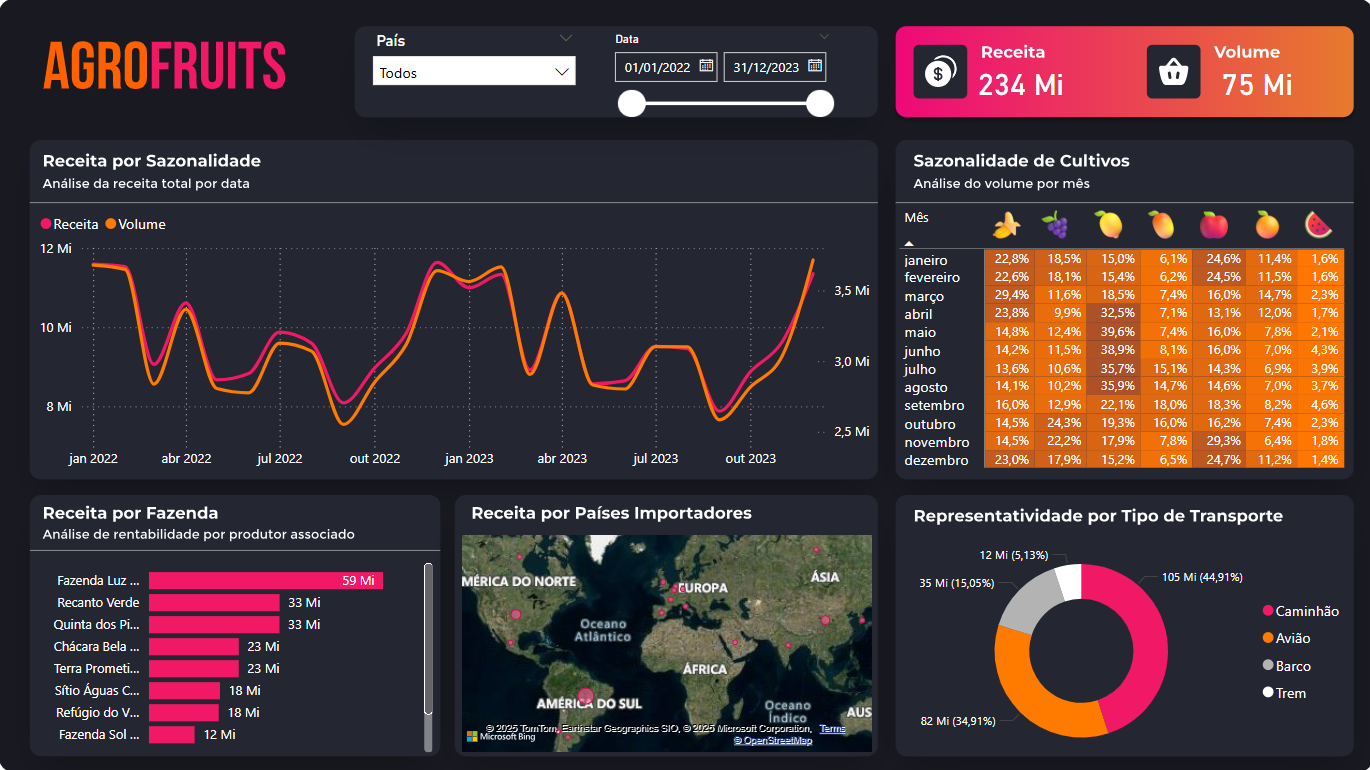 AGROFRUITS
País
Todos
Data
01/01/2022
31/12/2023
Receita
234 Mi
Volume
75 Mi
Receita por Sazonalidade
Análise da receita total por data
Receita Volume
12 Mi
10 Mi
8 Mi
3,5 Mi
3,0 Mi
2,5 Mi
jan 2022 abr 2022 jul 2022 out 2022 jan 2023 abr 2023 jul 2023 out 2023
Sazonalidade de Cultivos
Análise do volume por mês
Mês
janeiro 22,8% 18,5% 15,0% 6,1% 24,6% 11,4% 1,6%
fevereiro 22,6% 18,1% 15,4% 6,2% 24,5% 11,5% 1,6%
março 29,4% 11,6% 18,5% 7,4% 16,0% 14,7% 2,3%
abril 23,8% 9,9% 32,5% 7,1% 13,1% 12,0% 1,7%
maio 14,8% 12,4% 39,6% 7,4% 16,0% 7,8% 2,1%
junho 14,2% 11,5% 38,9% 8,1% 16,0% 7,0% 4,3%
julho 13,6% 10,6% 35,7% 15,1% 14,3% 6,9% 3,9%
agosto 14,1% 10,2% 35,9% 14,7% 14,6% 7,0% 3,7%
setembro 16,0% 12,9% 22,1% 18,0% 18,3% 8,2% 4,6%
outubro 14,5% 24,3% 19,3% 16,0% 16,2% 7,4% 2,3%
novembro 14,5% 22,2% 17,9% 7,8% 29,3% 6,4% 1,8%
dezembro 23,0% 17,9% 15,2% 6,5% 24,7% 11,2% 1,4%
Receita por Fazenda
Análise de rentabilidade por produtor associado
Fazenda Luz ... 59 Mi
Recanto Verde 33 Mi
Quinta dos Pi... 33 Mi
Chácara Bela ... 23 Mi
Terra Prometi... 23 Mi
Sítio Águas C... 18 Mi
Refúgio do V... 18 Mi
Fazenda Sol ... 12 Mi
Receita por Países Importadores
MÉRICA DO NORTE
EUROPA
ÁSIA
Oceano
Atlântico
ÁFRICA
AMÉRICA DO SUL
Oceano
Índico
AUS
© 2025 TomTom, Earthstar Geographics SIO, © 2025 Microsoft Corporation, Terms
Microsoft Bing
© OpenStreetMap
Representatividade por Tipo de Transporte
12 Mi (5,13%)
35 Mi (15,05%)
105 Mi (44,91%)
82 Mi (34,91%)
Caminhão
Avião
Barco
Trem